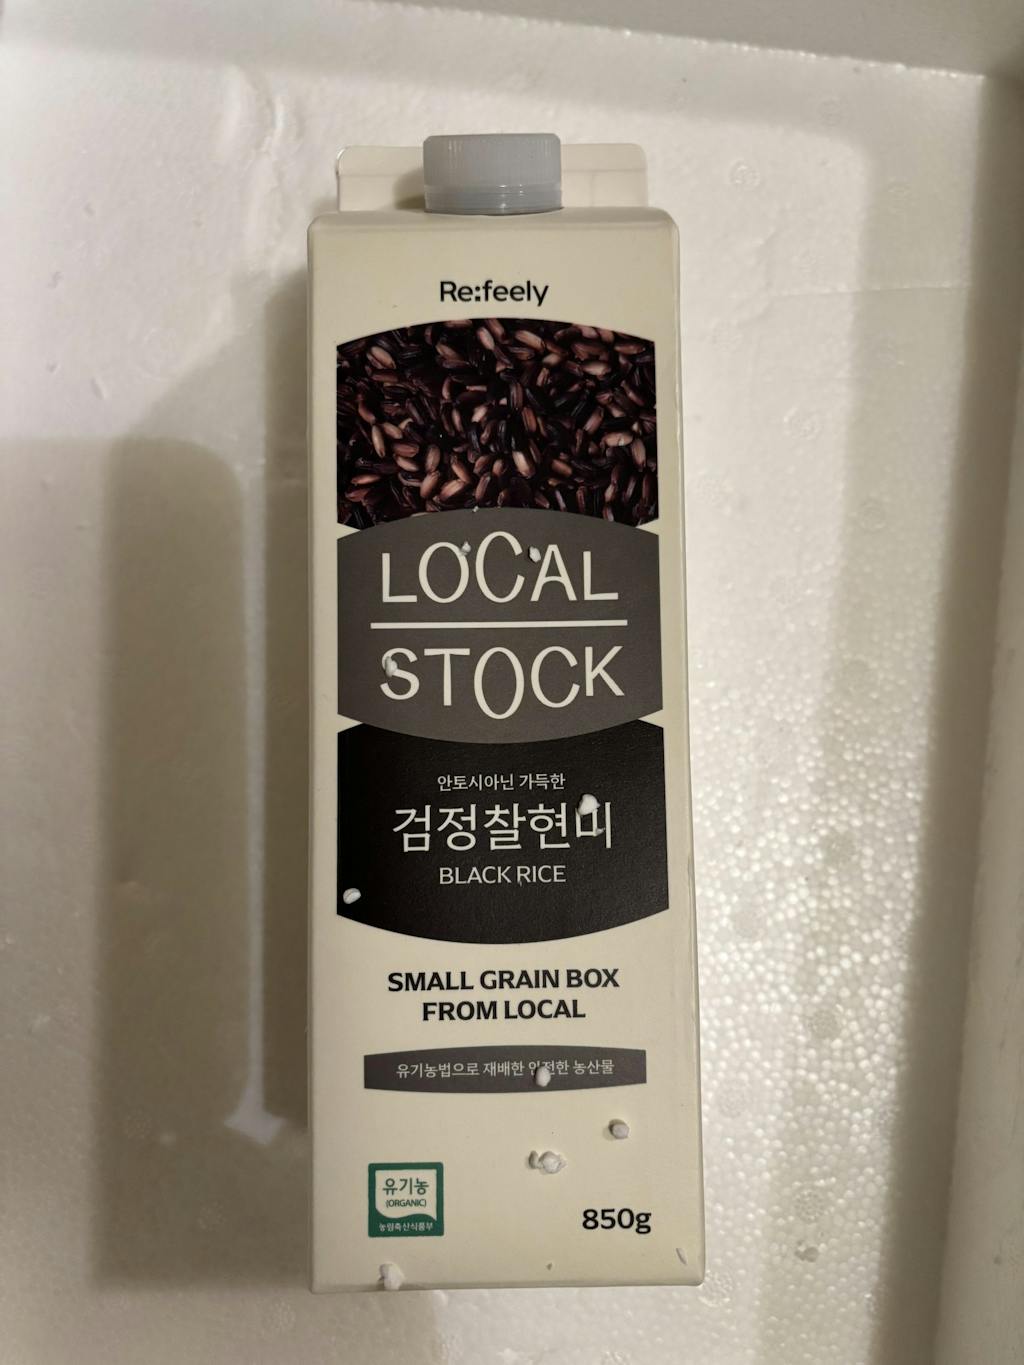 Re:feely
LOCAL
STOCK
안토시아닌 가득한
검정찰현미
BLACK RICE
SMALL GRAIN BOX
FROM LOCAL
유기농법으로 재배한 안전한 농산물
유기농
(ORGANIC)
농림축산식품부
850g